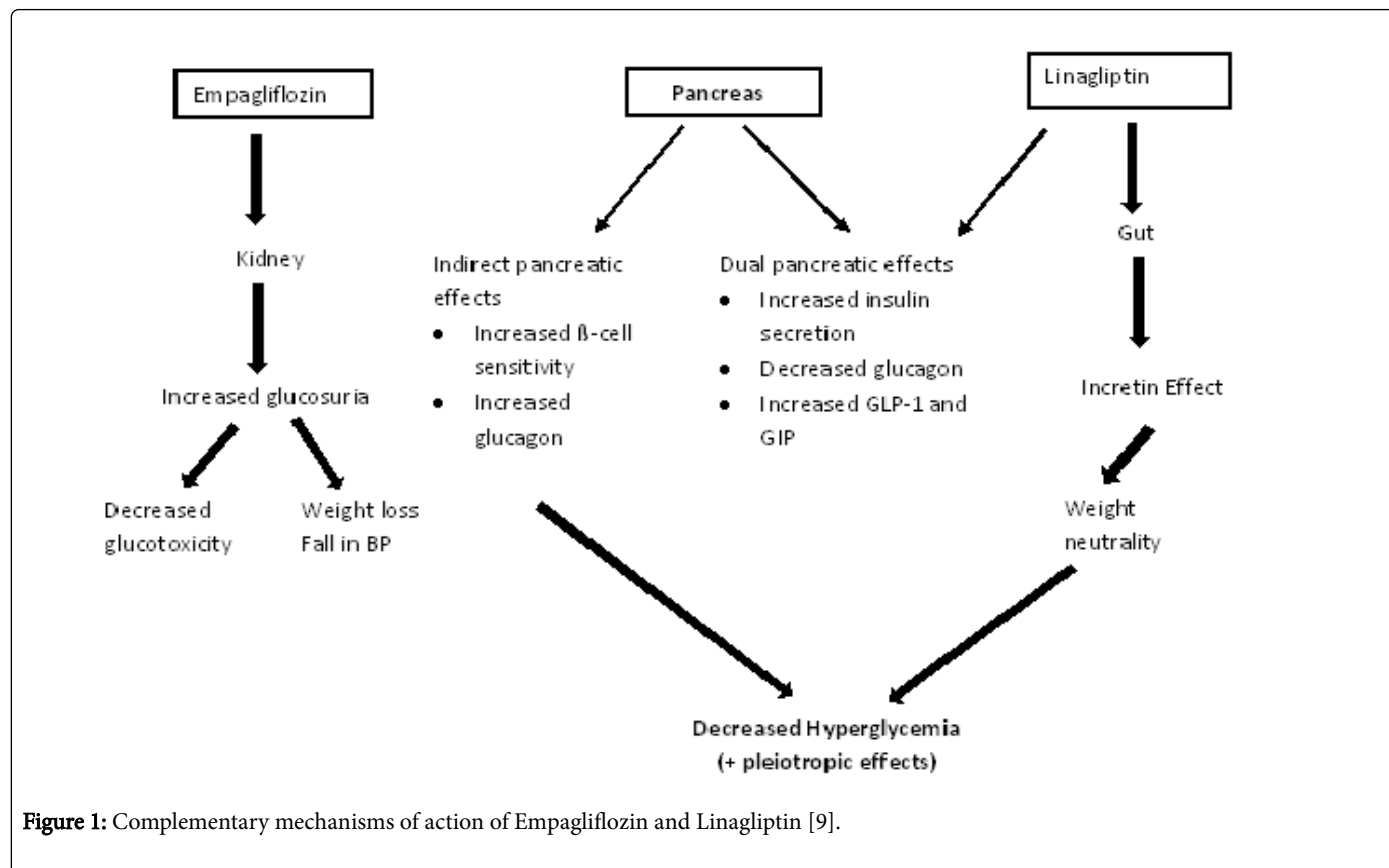 Empagliflozin
Pancreas
Linagliptin
Kidney
Increased glucosuria
Decreased
glucotoxicity
Weight loss
Fall in BP
Indirect pancreatic
effects
● Increased ß-cell
sensitivity
● Increased
glucagon
Dual pancreatic effects
● Increased insulin
secretion
● Decreased glucagon
● Increased GLP-1 and
GIP
Gut
Incretin Effect
Weight
neutrality
Decreased Hyperglycemia
(+ pleiotropic effects)
Figure 1: Complementary mechanisms of action of Empagliflozin and Linagliptin [9].